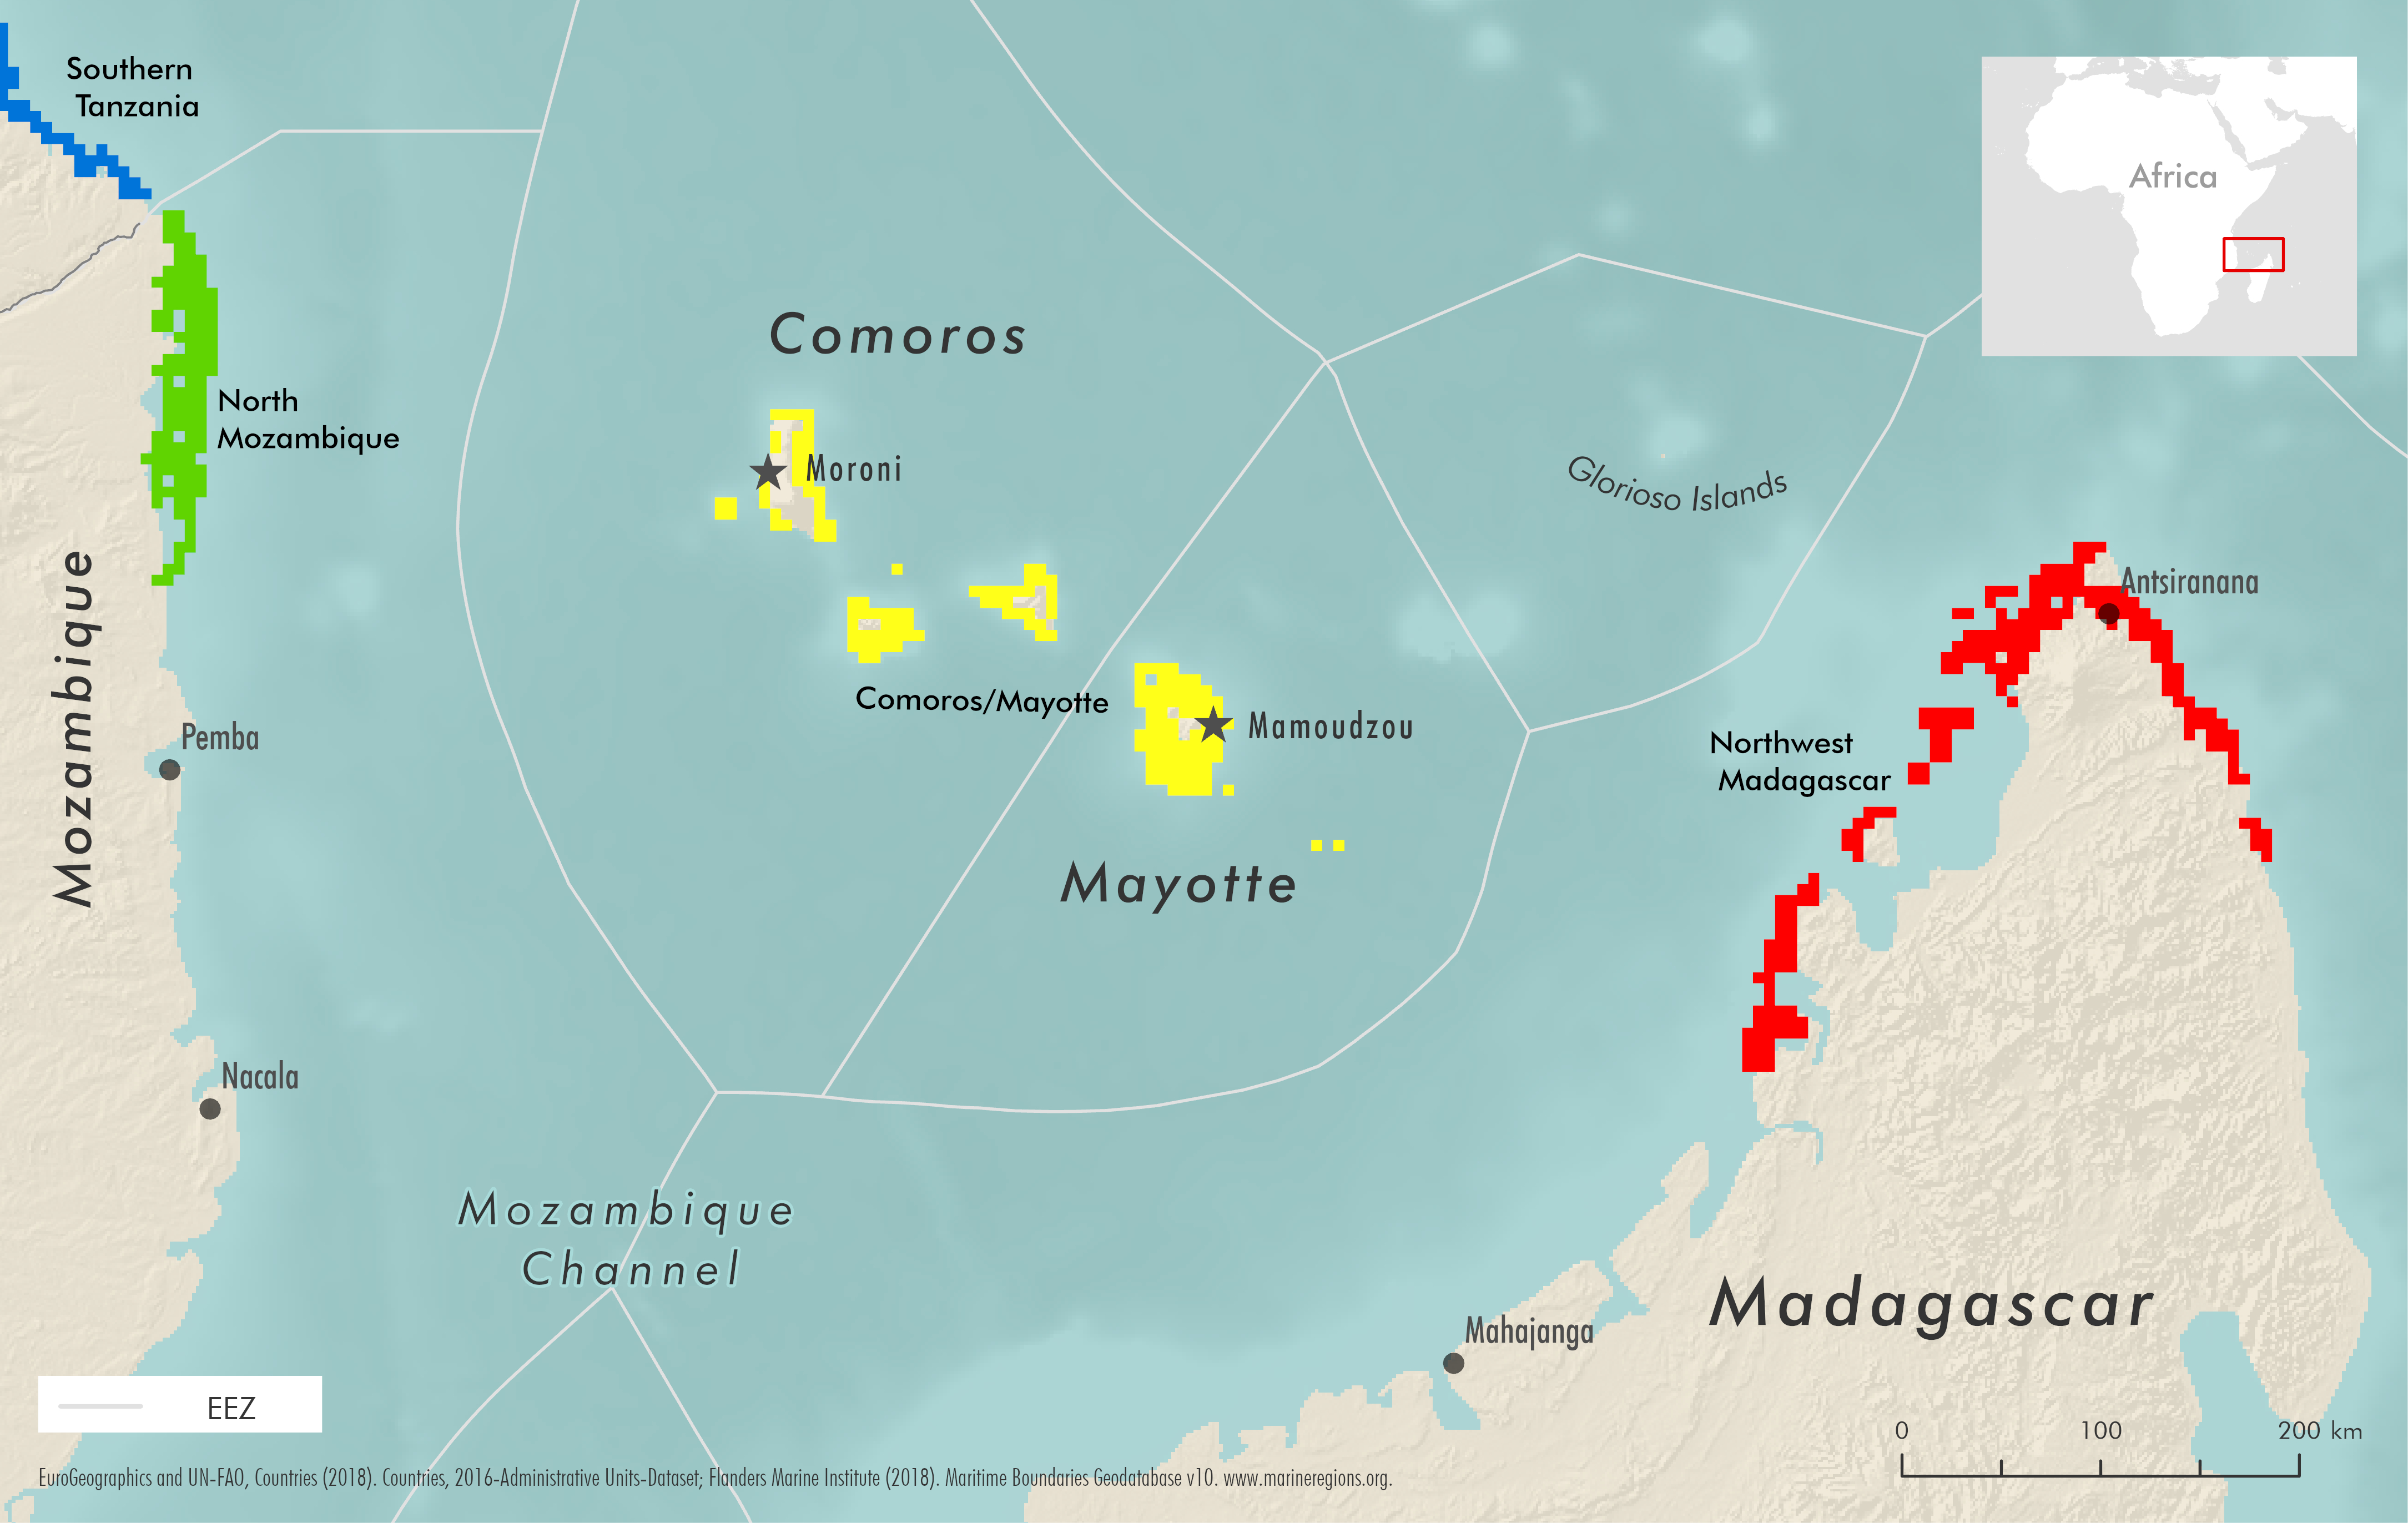 Southern
Tanzania
Africa
Comoros
North
Mozambique
Moroni
Glorioso Islands
Antsiranana
Mozambique
Comoros/Mayotte
Mamoudzou
Pemba
Northwest
Madagascar
Mayotte
Nacala
Mozambique
Channel
Madagascar
Mahajanga
EEZ
0 100 200 km
EuroGeographics and UN-FAO, Countries (2018). Countries, 2016-Administrative Units-Dataset; Flanders Marine Institute (2018). Maritime Boundaries Geodatabase v10. www.marineregions.org.